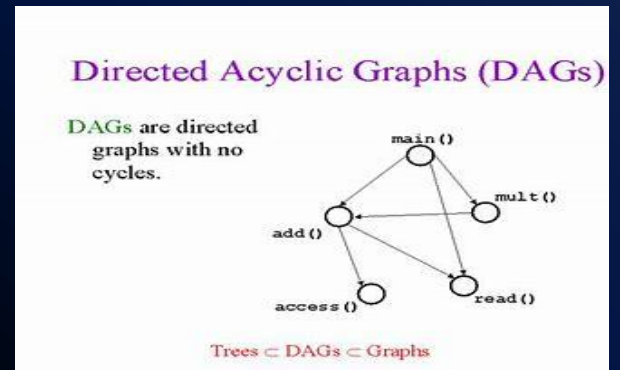 Directed Acyclic Graphs (DAGs)
DAGs are directed
graphs with no
cycles.
main()
mult()
add()
access()
read()
Trees ⊂ DAGs ⊂ Graphs